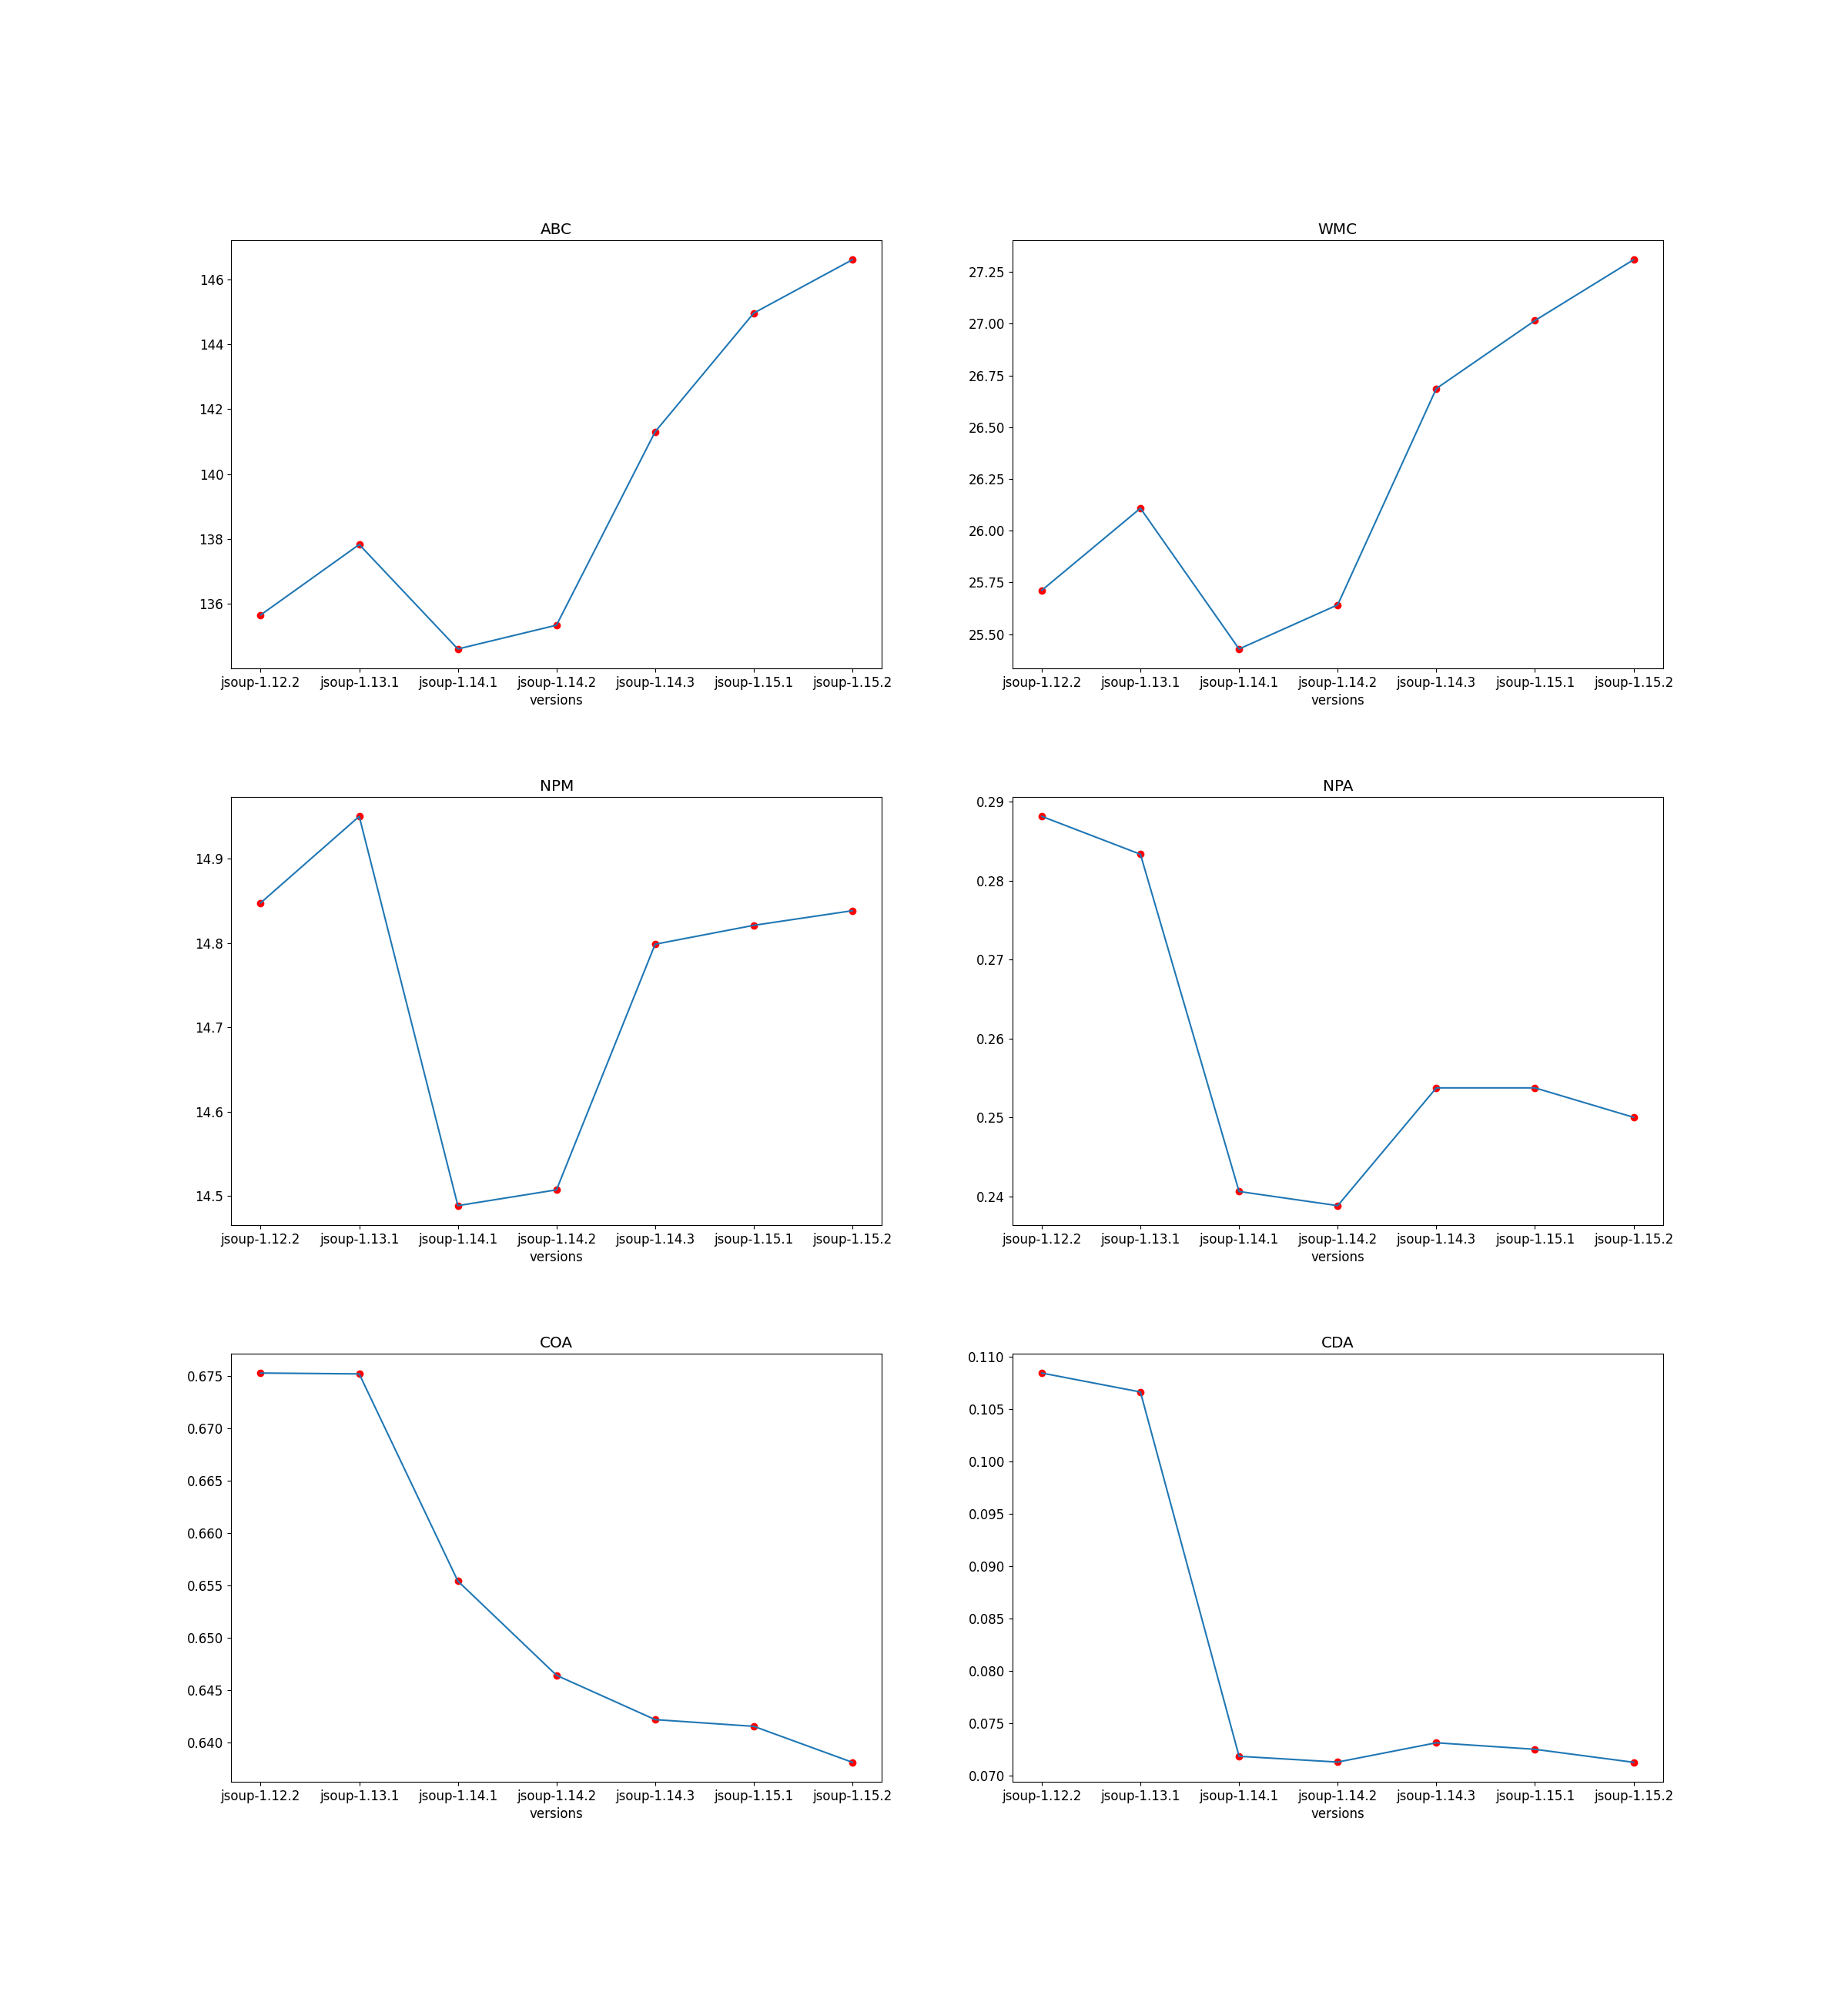 ABC
146
144
142
140
138
136
jsoup-1.12.2 jsoup-1.13.1 jsoup-1.14.1 jsoup-1.14.2 jsoup-1.14.3 jsoup-1.15.1 jsoup-1.15.2
versions
WMC
27.25
27.00
26.75
26.50
26.25
26.00
25.75
25.50
jsoup-1.12.2 jsoup-1.13.1 jsoup-1.14.1 jsoup-1.14.2 jsoup-1.14.3 jsoup-1.15.1 jsoup-1.15.2
versions
NPM
14.9
14.8
14.7
14.6
14.5
jsoup-1.12.2 jsoup-1.13.1 jsoup-1.14.1 jsoup-1.14.2 jsoup-1.14.3 jsoup-1.15.1 jsoup-1.15.2
versions
NPA
0.29
0.28
0.27
0.26
0.25
0.24
jsoup-1.12.2 jsoup-1.13.1 jsoup-1.14.1 jsoup-1.14.2 jsoup-1.14.3 jsoup-1.15.1 jsoup-1.15.2
versions
COA
0.675
0.670
0.665
0.660
0.655
0.650
0.645
0.640
jsoup-1.12.2 jsoup-1.13.1 jsoup-1.14.1 jsoup-1.14.2 jsoup-1.14.3 jsoup-1.15.1 jsoup-1.15.2
versions
CDA
0.110
0.105
0.100
0.095
0.090
0.085
0.080
0.075
0.070
jsoup-1.12.2 jsoup-1.13.1 jsoup-1.14.1 jsoup-1.14.2 jsoup-1.14.3 jsoup-1.15.1 jsoup-1.15.2
versions